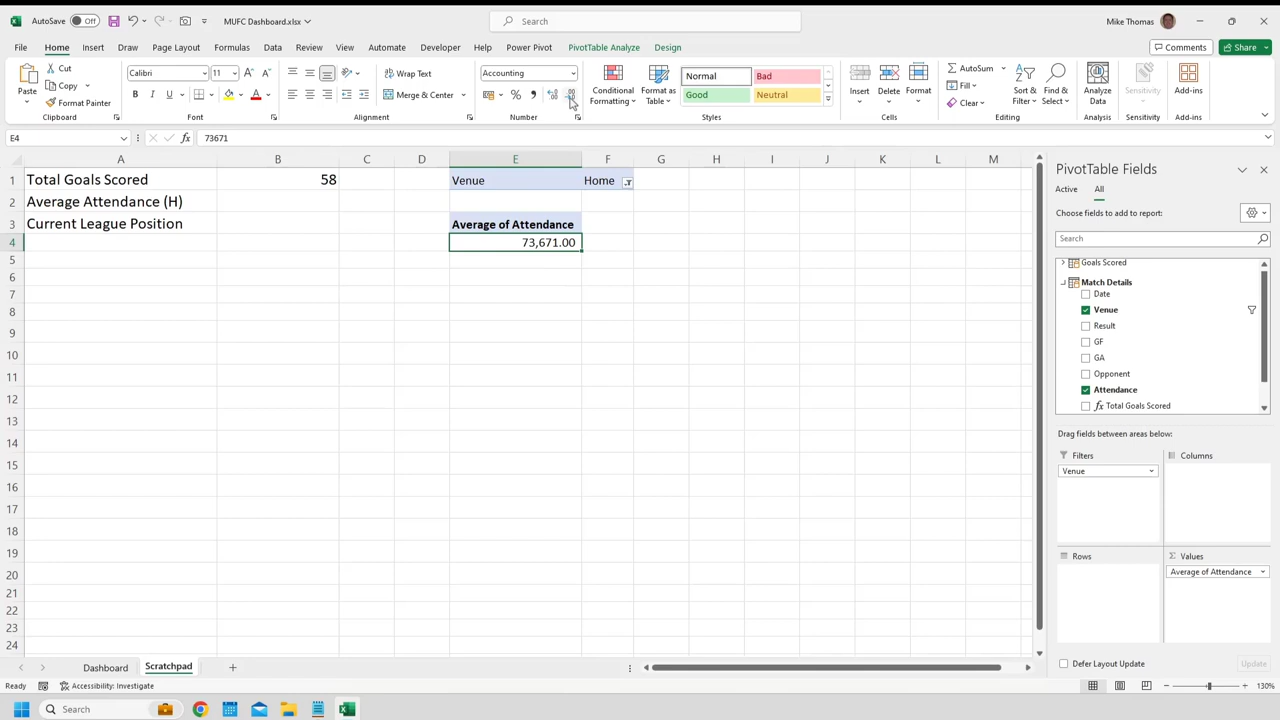 AutoSave Off MUFC Dashboard.xlsx Search Mike Thomas
File Home Insert Draw Page Layout Formulas Data Review View Automate Developer Help Power Pivot PivotTable Analyze Design Comments Share
Paste Cut Copy Format Painter Clipboard
Calibri 11 Font
Wrap Text Merge & Center Alignment
Accounting Number
Conditional Formatting Format as Table
Normal Bad Good Neutral Styles
Insert Delete Format Cells
AutoSum Fill Clear Sort & Filter Find & Select Editing
Analyze Data Analysis
Sensitivity Sensitivity
Add-ins Add-ins
E4 fx 73671
A B C D E F G H I J K L M
1 Total Goals Scored 58 Venue Home
2 Average Attendance (H)
3 Current League Position Average of Attendance
4 73,671.00
5
6
7
8
9
10
11
12
13
14
15
16
17
18
19
20
21
22
23
24
PivotTable Fields
Active All
Choose fields to add to report:
Search
Goals Scored
Match Details
Date
Venue
Result
GF
GA
Opponent
Attendance
fx Total Goals Scored
Drag fields between areas below:
Filters Columns
Venue
Rows Σ Values
Average of Attendance
Defer Layout Update Update
Dashboard Scratchpad
Ready Accessibility: Investigate 130%
Search